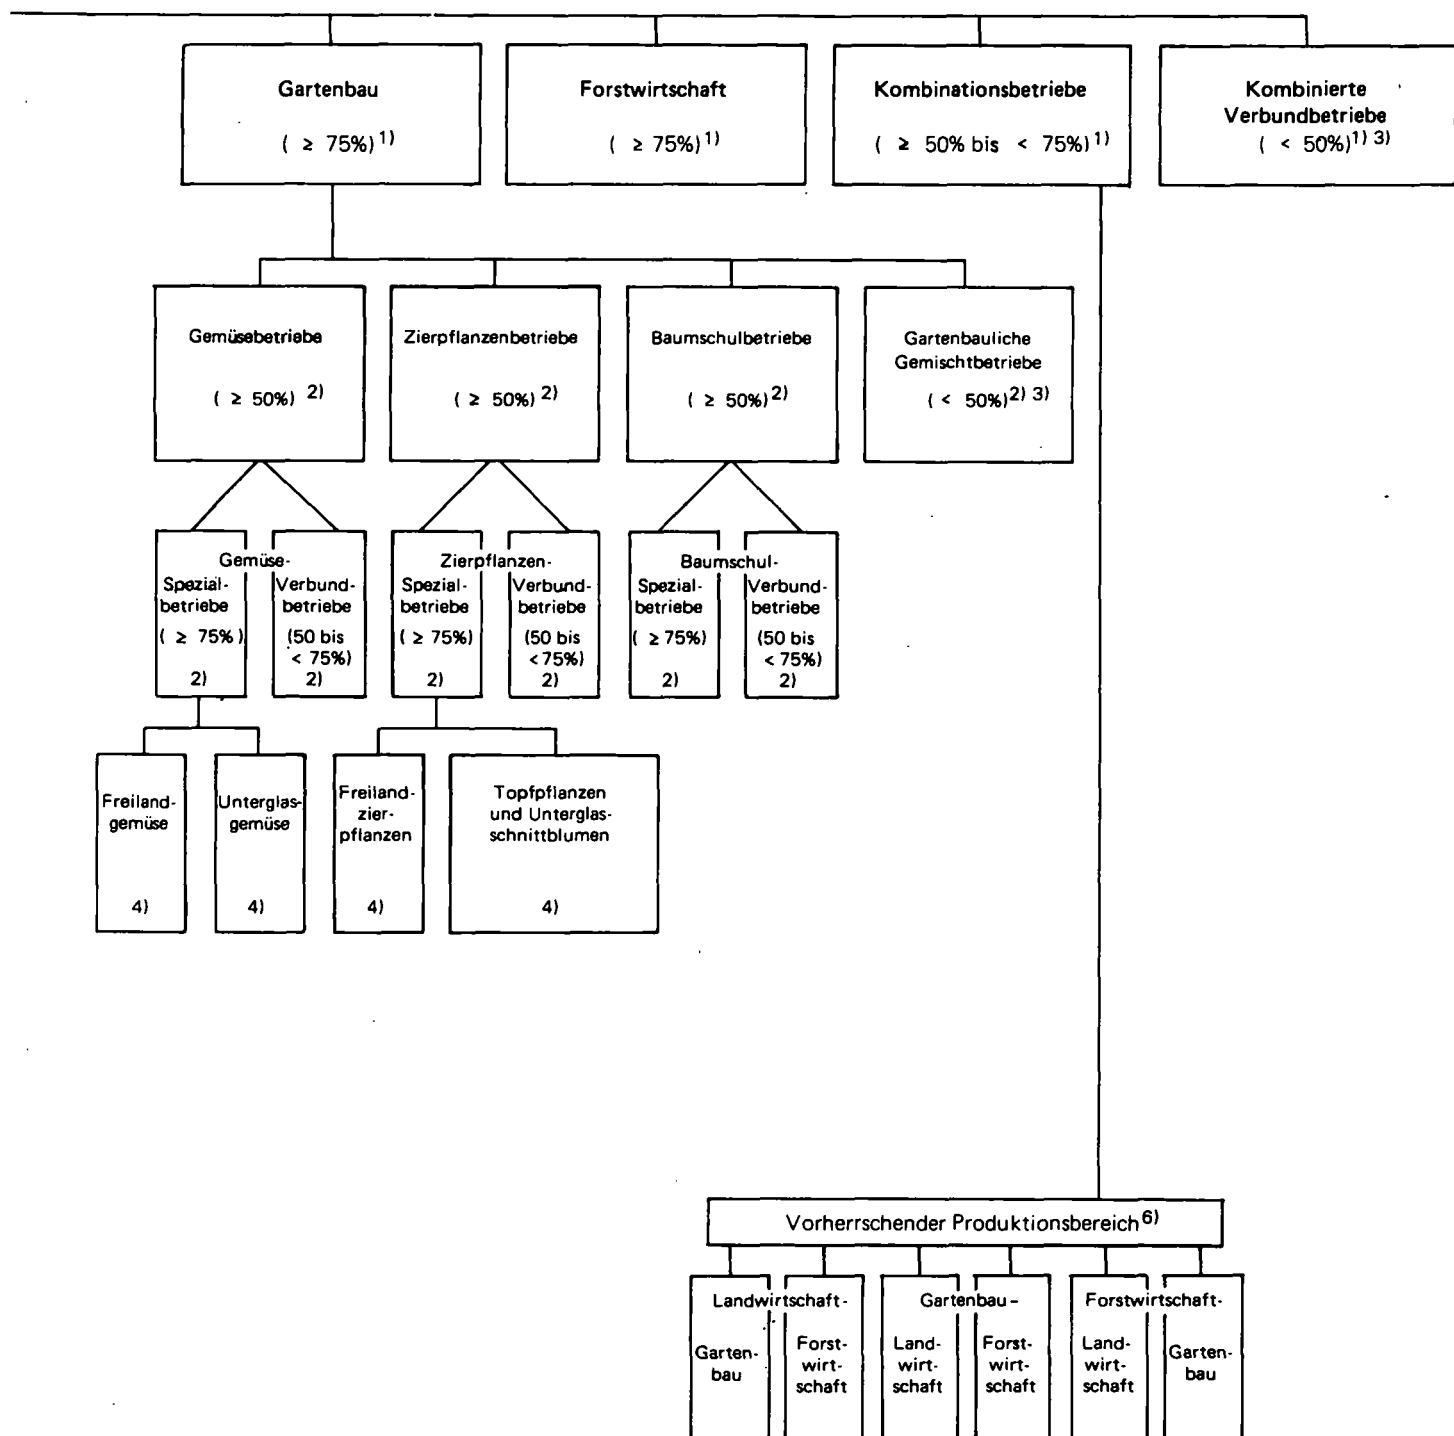 Gartenbau
( ≥ 75%)1)
Forstwirtschaft
( ≥ 75%)1)
Kombinationsbetriebe
( ≥ 50% bis < 75%)1)
Kombinierte
Verbundbetriebe
( < 50%)1) 3)
Gemüsebetriebe
( ≥ 50%) 2)
Zierpflanzenbetriebe
( ≥ 50%) 2)
Baumschulbetriebe
( ≥ 50%) 2)
Gartenbauliche
Gemischtbetriebe
( < 50%)2) 3)
Gemüse-
Spezial-
betriebe
( ≥ 75%)
2)
Verbund-
betriebe
(50 bis
< 75%)
2)
Zierpflanzen-
Spezial-
betriebe
( ≥ 75%)
2)
Verbund-
betriebe
(50 bis
< 75%)
2)
Baumschul-
Spezial-
betriebe
( ≥ 75%)
2)
Verbund-
betriebe
(50 bis
< 75%)
2)
Freiland-
gemüse
4)
Unterglas-
gemüse
4)
Freiland-
zier-
pflanzen
4)
Topfpflanzen
und Unterglas-
schnittblumen
4)
Vorherrschender Produktionsbereich6)
Landwirtschaft-
Garten-
bau
Forst-
wirt-
schaft
Gartenbau –
Land-
wirt-
schaft
Forst-
wirt-
schaft
Forstwirtschaft-
Land-
wirt-
schaft
Garten-
bau